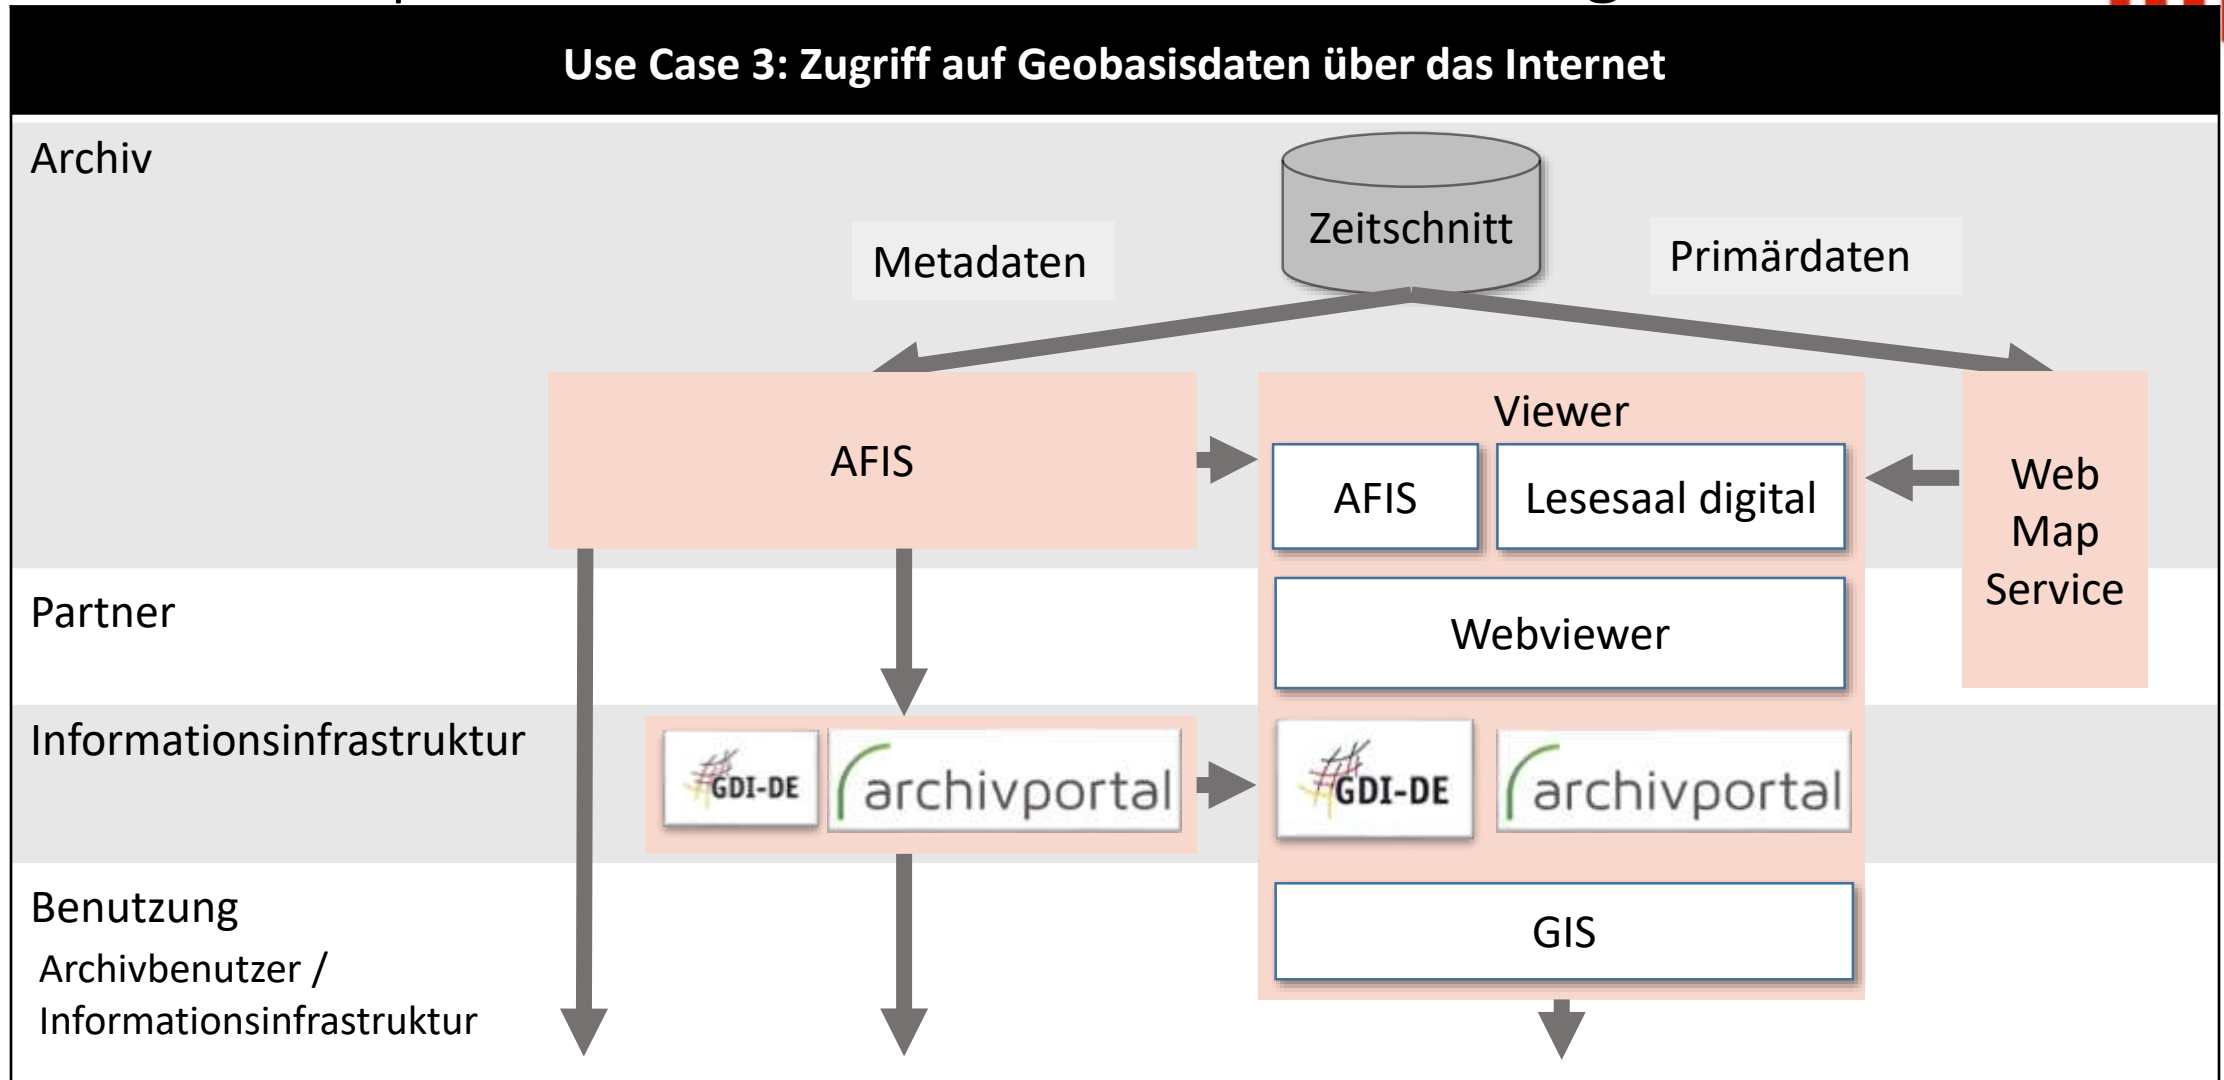 Use Case 3: Zugriff auf Geobasisdaten über das Internet
Archiv
Zeitschnitt
Metadaten
Primärdaten
AFIS
Viewer
AFIS
Lesesaal digital
Web
Map
Service
Partner
Webviewer
Informationsinfrastruktur
GDI-DE
archivportal
GDI-DE
archivportal
Benutzung
Archivbenutzer /
Informationsinfrastruktur
GIS